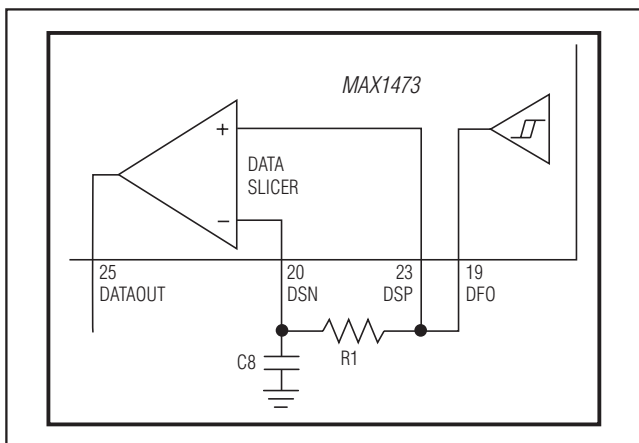 MAX1473
+
DATA
SLICER
−
25
DATAOUT
20
DSN
23
DSP
19
DFO
C8
R1